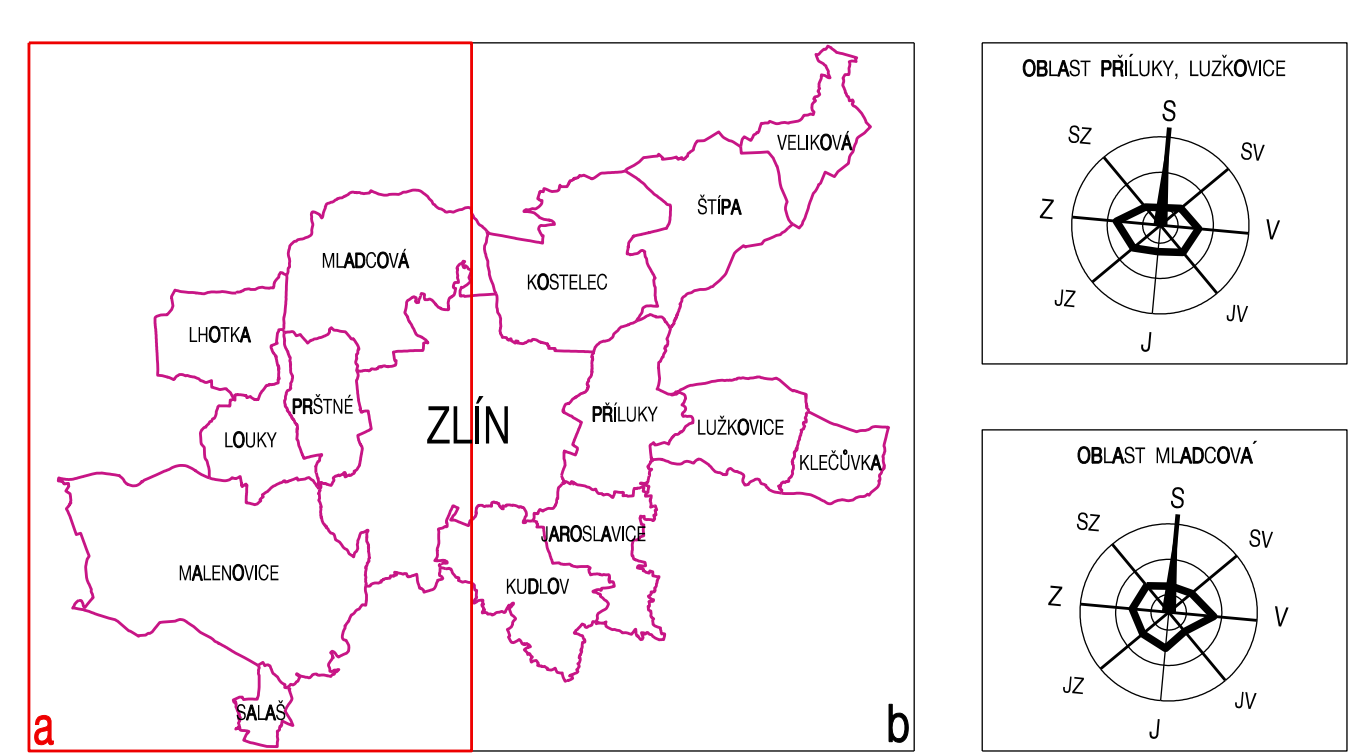 VELIKOVÁ
ŠTÍPA
MLADCOVÁ
KOSTELEC
LHOTKA
PRŠTNÉ
LOUKY
ZLÍN
PŘÍLUKY
LUŽKOVICE
KLEČŮVKA
JAROSLAVICE
MALENOVICE
KUDLOV
SALAŠ
a
b
OBLAST PŘÍLUKY, LUZŘKOVICE
S
SZ
SV
Z
V
JZ
JV
J
OBLAST MLADCOVÁ
S
SZ
SV
Z
V
JZ
JV
J